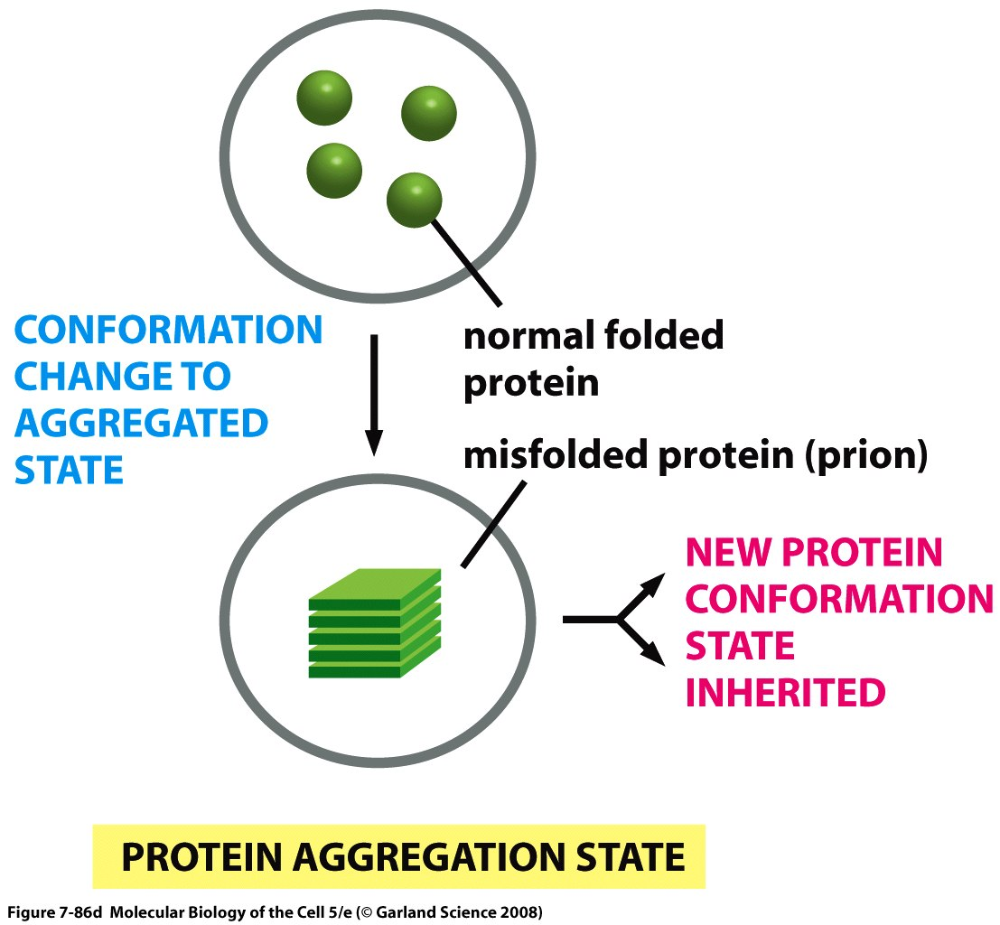 CONFORMATION
CHANGE TO
AGGREGATED
STATE
normal folded
protein
misfolded protein (prion)
NEW PROTEIN
CONFORMATION
STATE
INHERITED
PROTEIN AGGREGATION STATE
Figure 7-86d Molecular Biology of the Cell 5/e (© Garland Science 2008)